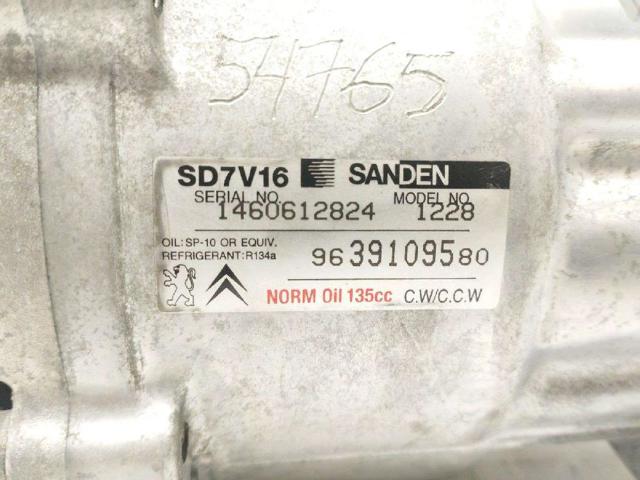 54765
SD7V16 SANDEN
SERIAL NO. MODEL NO.
1460612824 1228
OIL:SP-10 OR EQUIV.
REFRIGERANT:R134a
9639109580
NORM Oil 135cc C.W/C.C.W